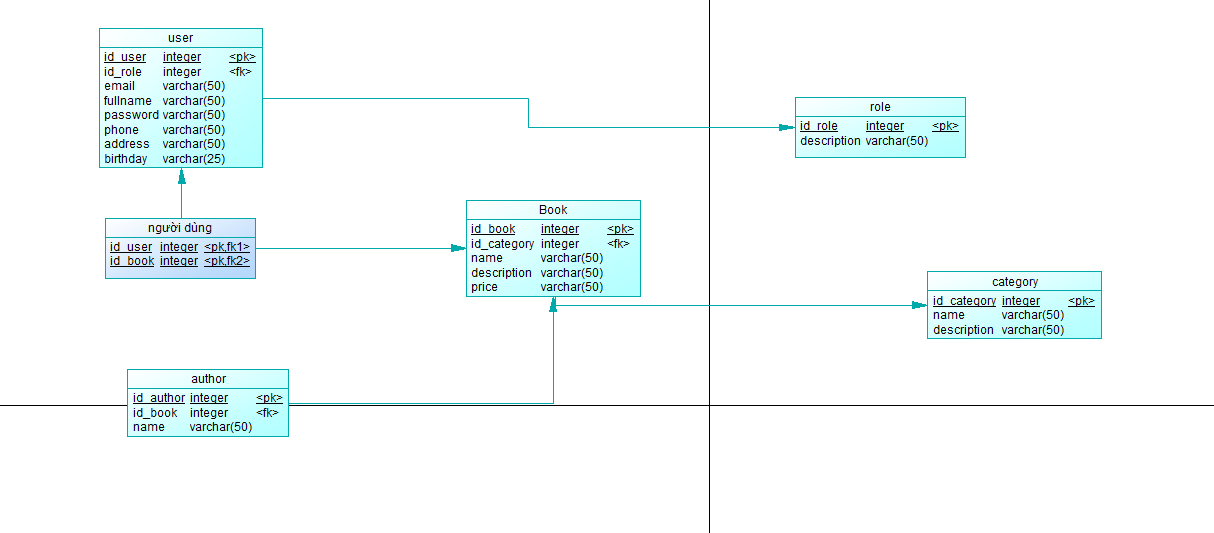 user
id_user integer <pk>
id_role integer <fk>
email varchar(50)
fullname varchar(50)
password varchar(50)
phone varchar(50)
address varchar(50)
birthday varchar(25)
role
id_role integer <pk>
description varchar(50)
người dùng
id_user integer <pk,fk1>
id_book integer <pk,fk2>
Book
id_book integer <pk>
id_category integer <fk>
name varchar(50)
description varchar(50)
price varchar(50)
category
id_category integer <pk>
name varchar(50)
description varchar(50)
author
id_author integer <pk>
id_book integer <fk>
name varchar(50)